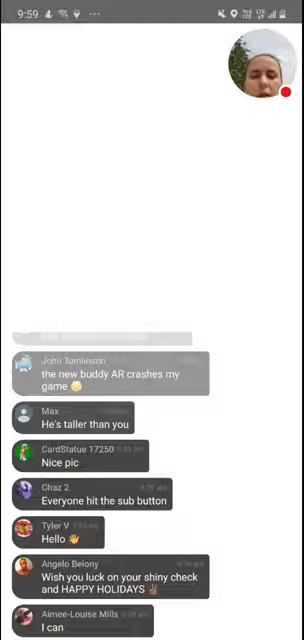 9:59
John Tomlinson
the new buddy AR crashes my
game 😳
Max
He's taller than you
CardStatue 17250
Nice pic
Chaz 2
Everyone hit the sub button
Tyler V
Hello 👋
Angelo Belony
Wish you luck on your shiny check
and HAPPY HOLIDAYS ✌🏾
Aimee-Louise Mills
I can